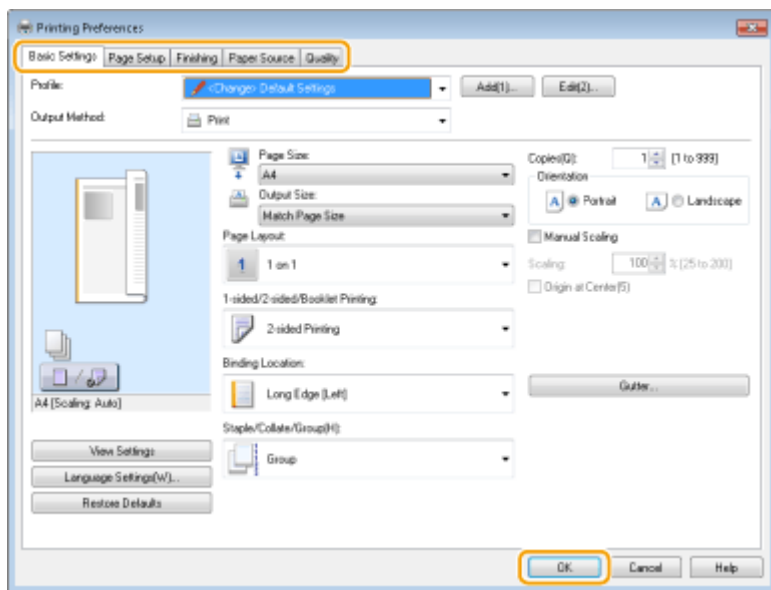 Printing Preferences
Basic Settings Page Setup Finishing Paper Source Quality
Profile: <Change> Default Settings Add(1)... Edit(2)...
Output Method: Print
Page Size:
A4
Output Size:
Match Page Size
Page Layout:
1 1 on 1
1-sided/2-sided/Booklet Printing:
2-sided Printing
Binding Location:
Long Edge [Left]
Staple/Collate/Group(H):
Group
Copies(Q): 1 [1 to 999]
Orientation
A Portrait A Landscape
Manual Scaling
Scaling: 100 % [25 to 200]
Origin at Center(5)
Gutter...
A4 [Scaling: Auto]
View Settings
Language Settings(W)...
Restore Defaults
OK Cancel Help